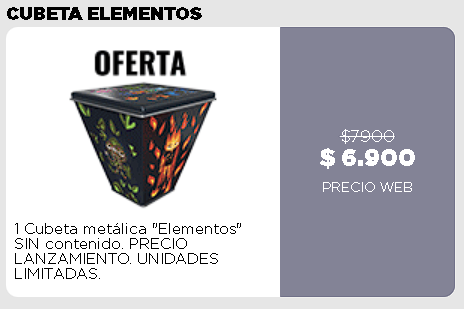 CUBETA ELEMENTOS
OFERTA
$7900
$ 6.900
PRECIO WEB
1 Cubeta metálica "Elementos"
SIN contenido. PRECIO
LANZAMIENTO. UNIDADES
LIMITADAS.